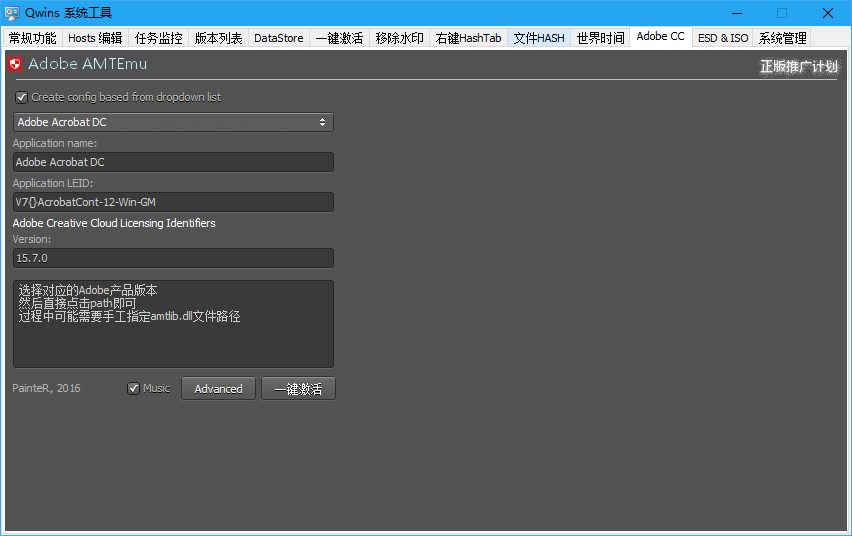 Qwins 系统工具
常规功能 Hosts 编辑 任务监控 版本列表 DataStore 一键激活 移除水印 右键HashTab 文件HASH 世界时间 Adobe CC ESD & ISO 系统管理
Adobe AMTEmu 正版推广计划
Create config based from dropdown list
Adobe Acrobat DC
Application name:
Adobe Acrobat DC
Application LEID:
V7{}AcrobatCont-12-Win-GM
Adobe Creative Cloud Licensing Identifiers
Version:
15.7.0
选择对应的Adobe产品版本
然后直接点击path即可
过程中可能需要手工指定amtlib.dll文件路径
PainteR, 2016 Music Advanced 一键激活